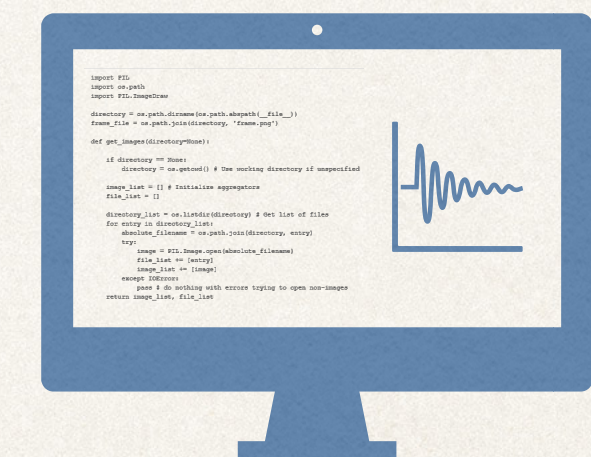 import PIL
import os.path
import PIL.ImageDraw
directory = os.path.dirname(os.path.abspath(__file__))
frame_file = os.path.join(directory, 'frame.png')
def get_images(directory=None):
if directory == None:
directory = os.getcwd() # Use working directory if unspecified
image_list = [] # Initialize aggregators
file_list = []
directory_list = os.listdir(directory) # Get list of files
for entry in directory_list:
absolute_filename = os.path.join(directory, entry)
try:
image = PIL.Image.open(absolute_filename)
file_list += [entry]
image_list += [image]
except IOError:
pass # do nothing with errors trying to open non-images
return image_list, file_list